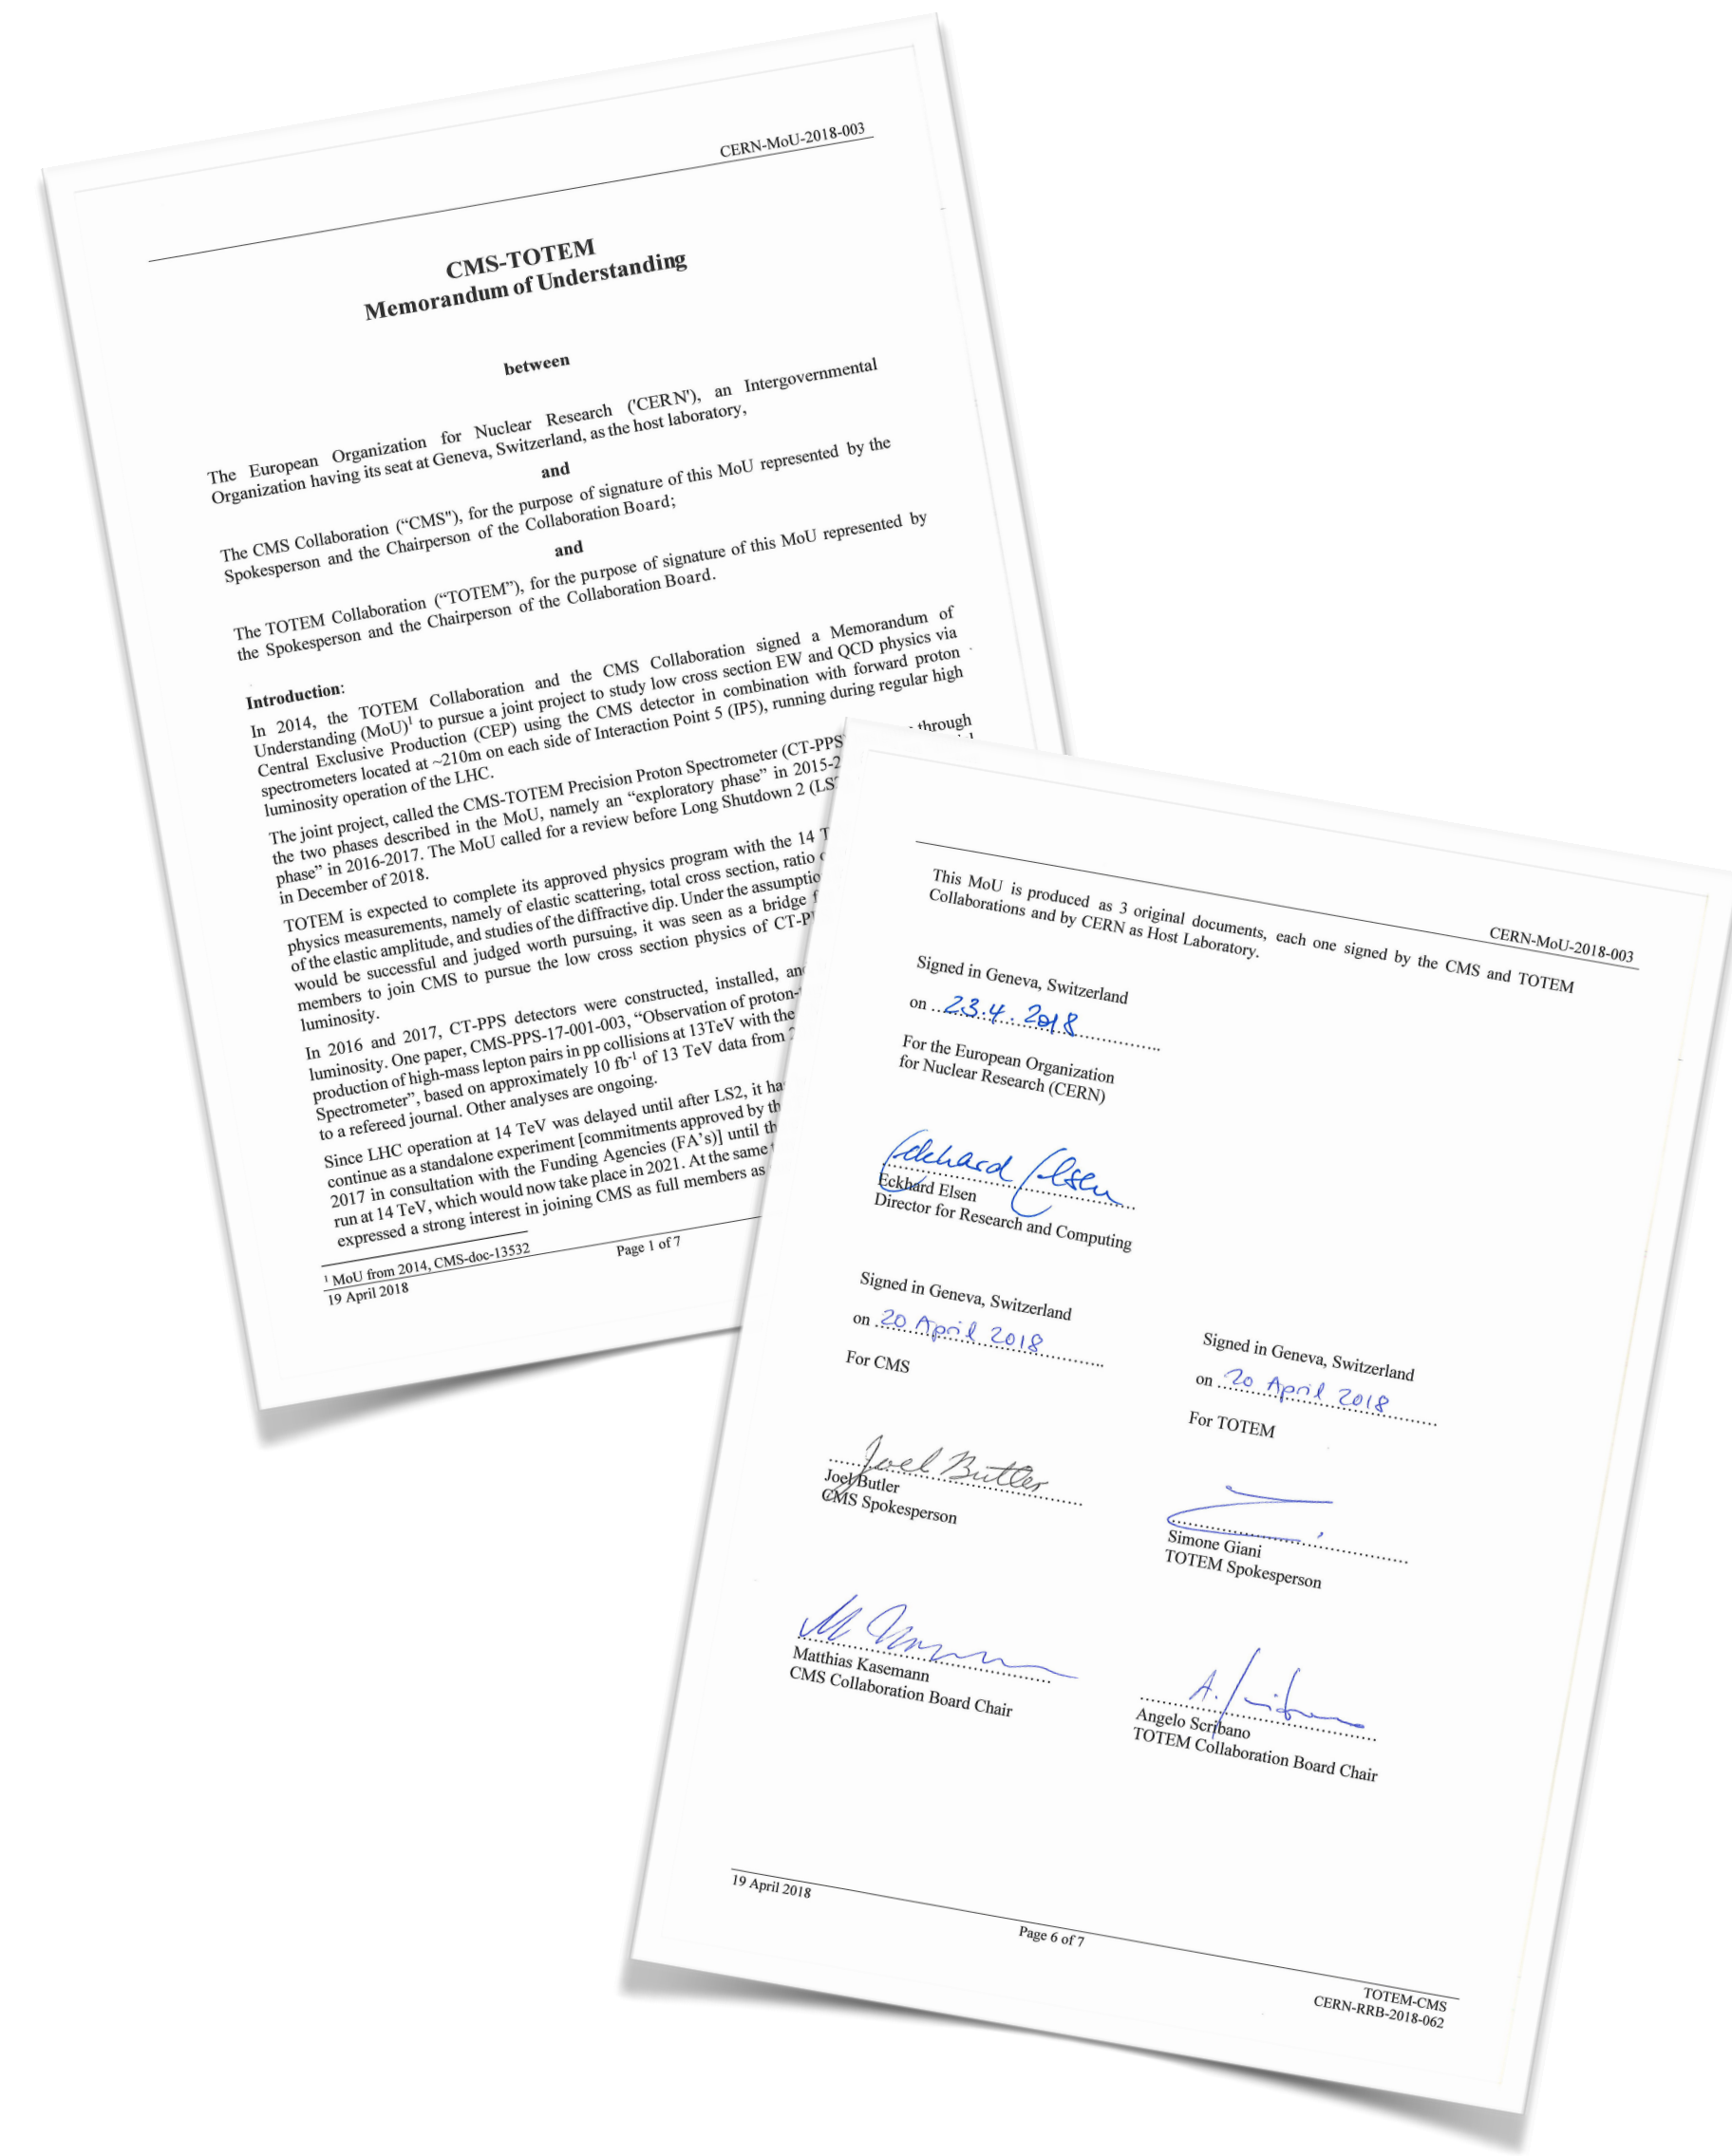 CERN-MoU-2018-003
CMS-TOTEM
Memorandum of Understanding
between
The European Organization for Nuclear Research ('CERN'), an Intergovernmental
Organization having its seat at Geneva, Switzerland, as the host laboratory,
and
The CMS Collaboration (“CMS"), for the purpose of signature of this MoU represented by the
Spokesperson and the Chairperson of the Collaboration Board;
and
The TOTEM Collaboration (“TOTEM”), for the purpose of signature of this MoU represented by
the Spokesperson and the Chairperson of the Collaboration Board.
Introduction:
In 2014, the TOTEM Collaboration and the CMS Collaboration signed a Memorandum of
Understanding (MoU)¹ to pursue a joint project to study low cross section EW and QCD physics via
Central Exclusive Production (CEP) using the CMS detector in combination with forward proton
spectrometers located at ~210m on each side of Interaction Point 5 (IP5), running during regular high
luminosity operation of the LHC.
The joint project, called the CMS-TOTEM Precision Proton Spectrometer (CT-PPS) through
the two phases described in the MoU, namely an “exploratory phase” in 2015-2
phase” in 2016-2017. The MoU called for a review before Long Shutdown 2 (LS
in December of 2018.
TOTEM is expected to complete its approved physics program with the 14 T
physics measurements, namely of elastic scattering, total cross section, ratio
of the elastic amplitude, and studies of the diffractive dip. Under the assumptio
would be successful and judged worth pursuing, it was seen as a bridge
members to join CMS to pursue the low cross section physics of CT-P
luminosity.
In 2016 and 2017, CT-PPS detectors were constructed, installed, an
luminosity. One paper, CMS-PPS-17-001-003, “Observation of proton-
production of high-mass lepton pairs in pp collisions at 13TeV with the
Spectrometer”, based on approximately 10 fb⁻¹ of 13 TeV data from
to a refereed journal. Other analyses are ongoing.
Since LHC operation at 14 TeV was delayed until after LS2, it ha
continue as a standalone experiment [commitments approved by th
2017 in consultation with the Funding Agencies (FA’s)] until th
run at 14 TeV, which would now take place in 2021. At the same
expressed a strong interest in joining CMS as full members as
¹ MoU from 2014, CMS-doc-13532
19 April 2018
Page 1 of 7
CERN-MoU-2018-003
This MoU is produced as 3 original documents, each one signed by the CMS and TOTEM
Collaborations and by CERN as Host Laboratory.
Signed in Geneva, Switzerland
on 23.4.2018
For the European Organization
for Nuclear Research (CERN)
Eckhard Elsen
Eckhard Elsen
Director for Research and Computing
Signed in Geneva, Switzerland
on 20 April 2018
For CMS
Joel Butler
Joel Butler
CMS Spokesperson
Matthias Kasemann
CMS Collaboration Board Chair
Signed in Geneva, Switzerland
on 20 April 2018
For TOTEM
Simone Giani
TOTEM Spokesperson
Angelo Scribano
TOTEM Collaboration Board Chair
19 April 2018
Page 6 of 7
TOTEM-CMS
CERN-RRB-2018-062